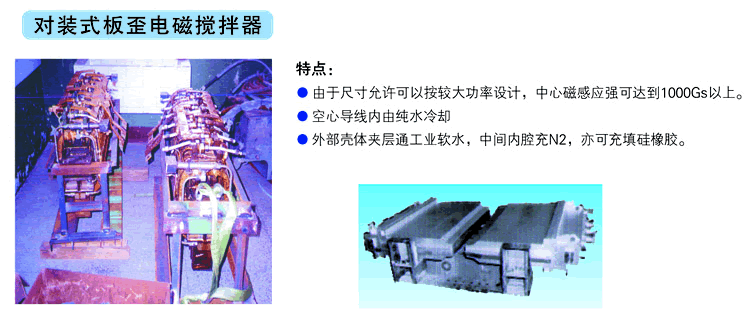 对装式板歪电磁搅拌器
特点：
●由于尺寸允许可以按较大功率设计，中心磁感应强可达到1000Gs以上。
●空心导线内由纯水冷却
●外部壳体夹层通工业软水，中间内腔充N2，亦可充填硅橡胶。